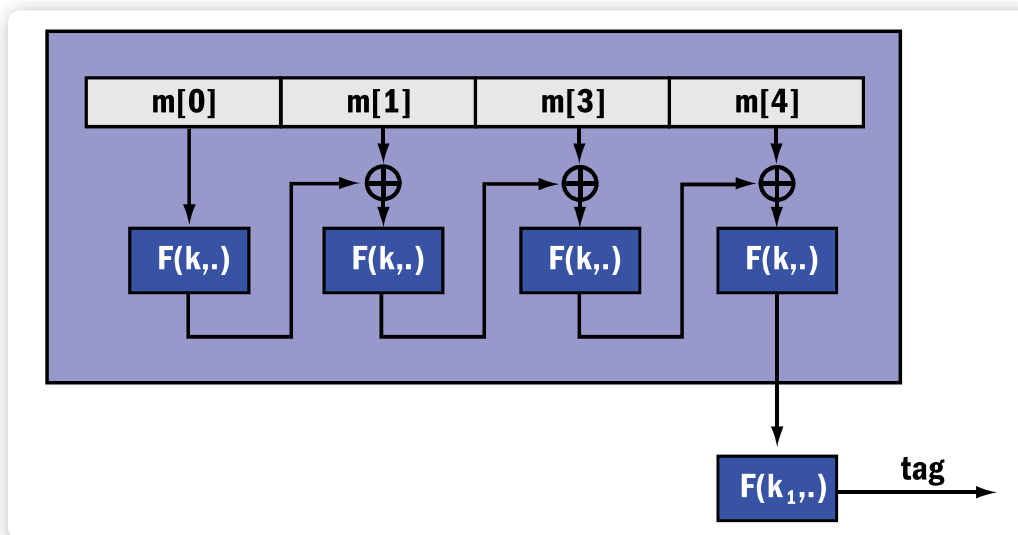 m[0] m[1] m[3] m[4]
F(k,.) F(k,.) F(k,.) F(k,.)
tag
F(k₁,.)